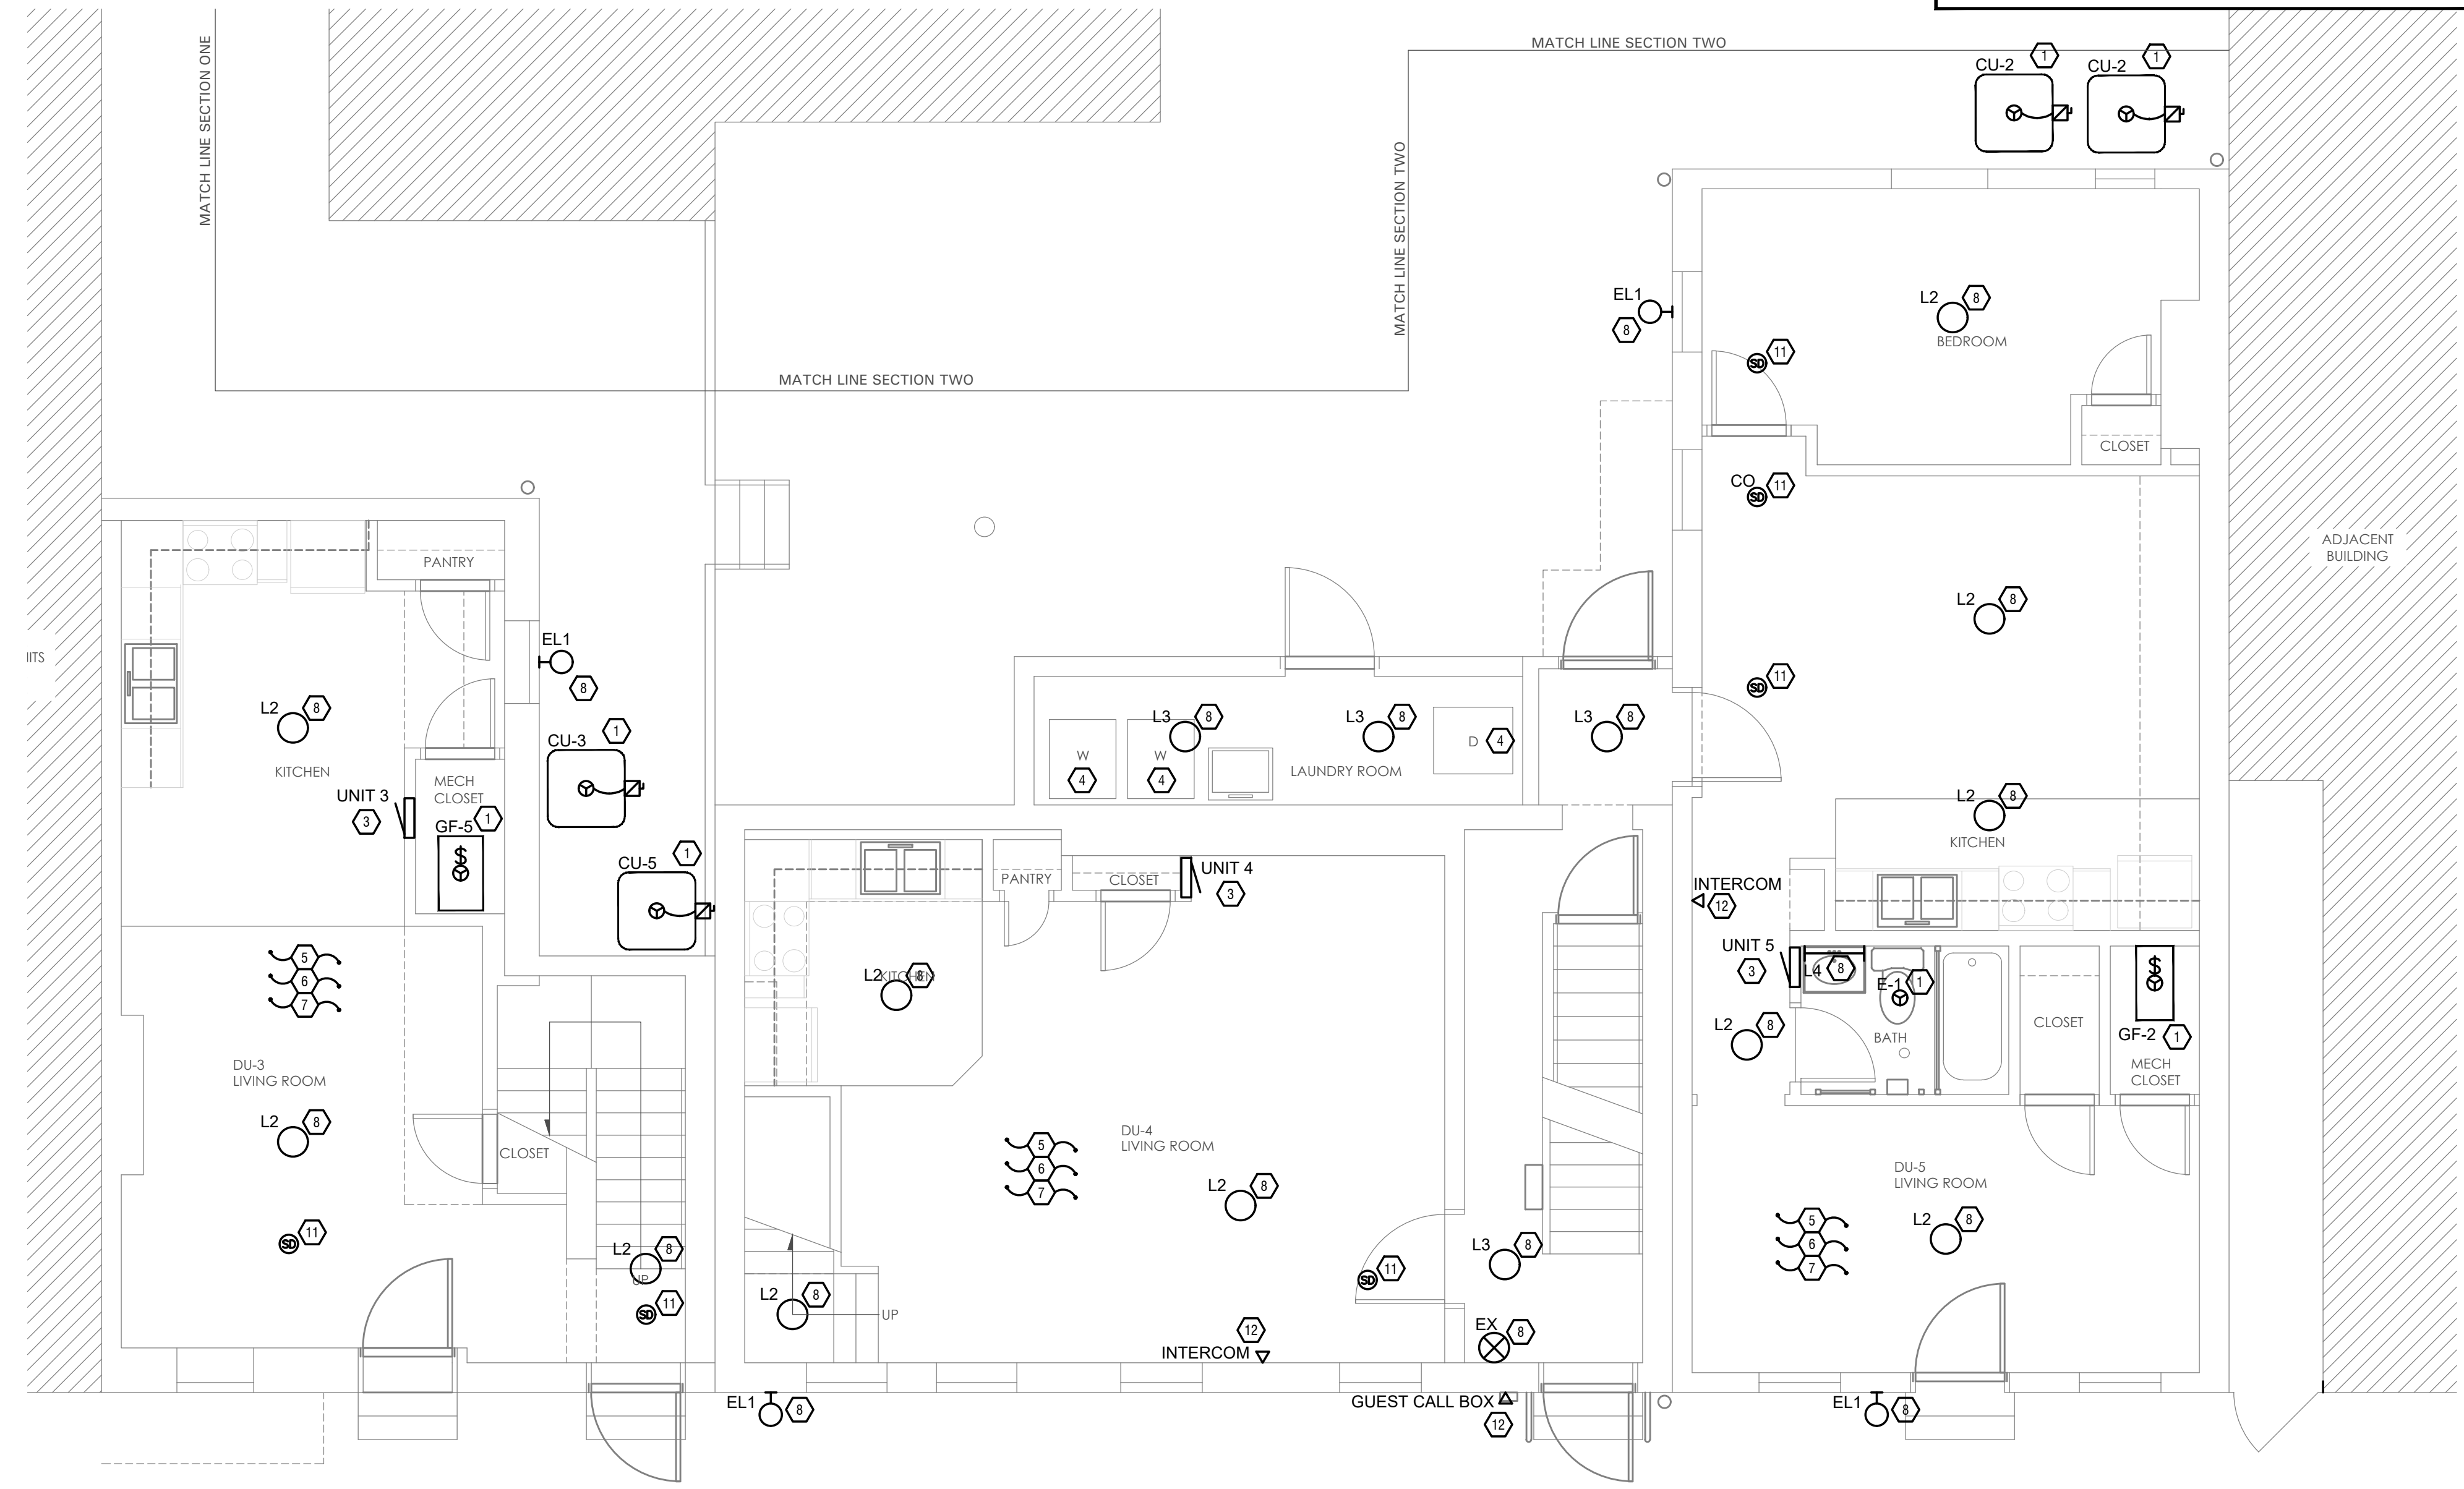 MATCH LINE SECTION ONE
MATCH LINE SECTION TWO
MATCH LINE SECTION TWO
MATCH LINE SECTION TWO
CU-2
1
CU-2
1
EL1
8
L2
8
BEDROOM
SD
11
CLOSET
CO
SD
11
ADJACENT
BUILDING
L2
8
SD
11
PANTRY
EL1
8
L2
8
KITCHEN
UNIT 3
3
MECH
CLOSET
GF-5
1
CU-3
1
CU-5
1
L3
8
L3
8
W
4
W
4
D
4
LAUNDRY ROOM
L3
8
L2
8
KITCHEN
PANTRY
CLOSET
UNIT 4
3
L2
8
KITCHEN
INTERCOM
12
UNIT 5
3
L4
8
E-1
1
BATH
L2
8
CLOSET
GF-2
1
MECH
CLOSET
5
6
7
DU-3
LIVING ROOM
L2
8
CLOSET
SD
11
L2
8
UP
SD
11
5
6
7
DU-4
LIVING ROOM
L2
8
L2
8
UP
SD
11
12
INTERCOM
L3
8
EX
8
DU-5
LIVING ROOM
5
6
7
L2
8
EL1
8
GUEST CALL BOX
12
EL1
8